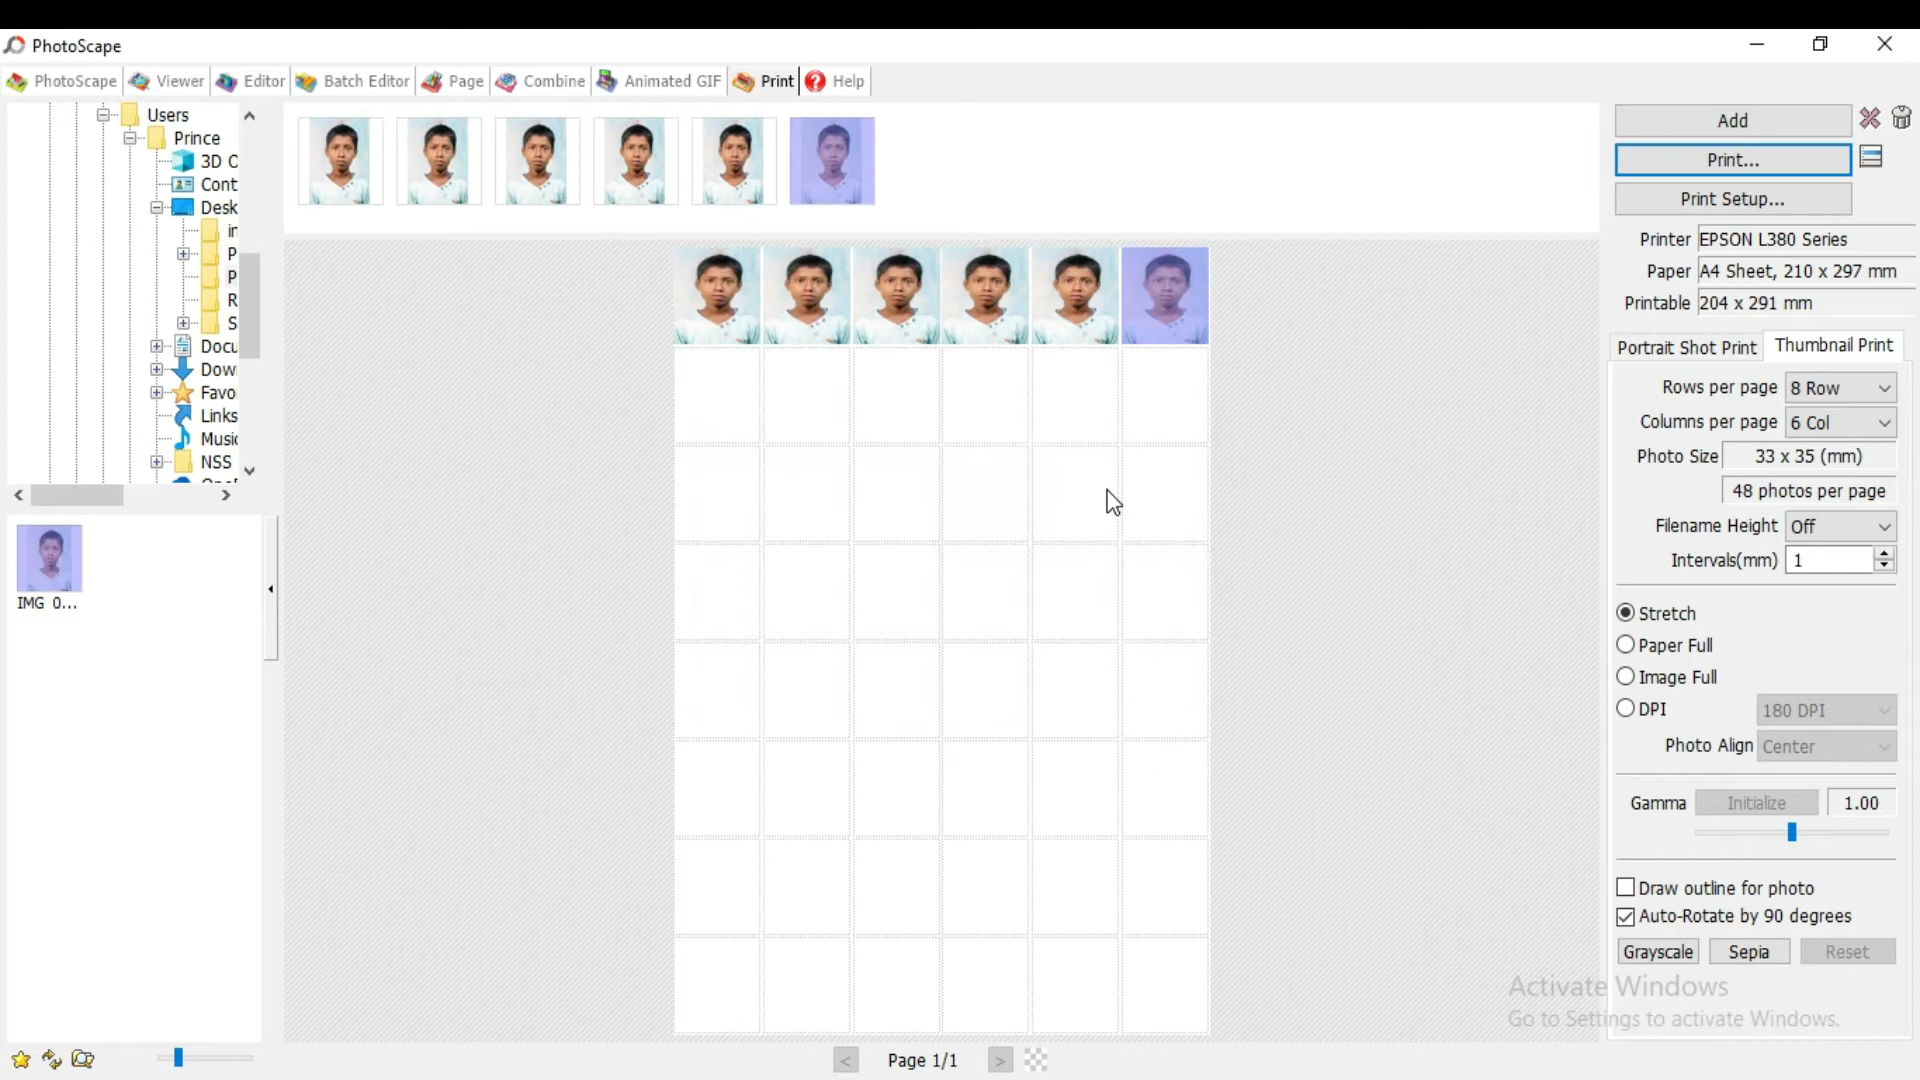 PhotoScape
PhotoScape Viewer Editor Batch Editor Page Combine Animated GIF Print Help
Users
Prince
3D O
Cont
Desk
in
P
P
R
S
Docu
Dow
Favo
Links
Music
NSS
IMG 0...
Add
Print...
Print Setup...
Printer EPSON L380 Series
Paper A4 Sheet, 210 x 297 mm
Printable 204 x 291 mm
Portrait Shot Print Thumbnail Print
Rows per page 8 Row
Columns per page 6 Col
Photo Size 33 x 35 (mm)
48 photos per page
Filename Height Off
Intervals(mm) 1
Stretch
Paper Full
Image Full
DPI 180 DPI
Photo Align Center
Gamma Initialize 1.00
Draw outline for photo
Auto-Rotate by 90 degrees
Grayscale Sepia Reset
Activate Windows
Go to Settings to activate Windows.
< Page 1/1 >